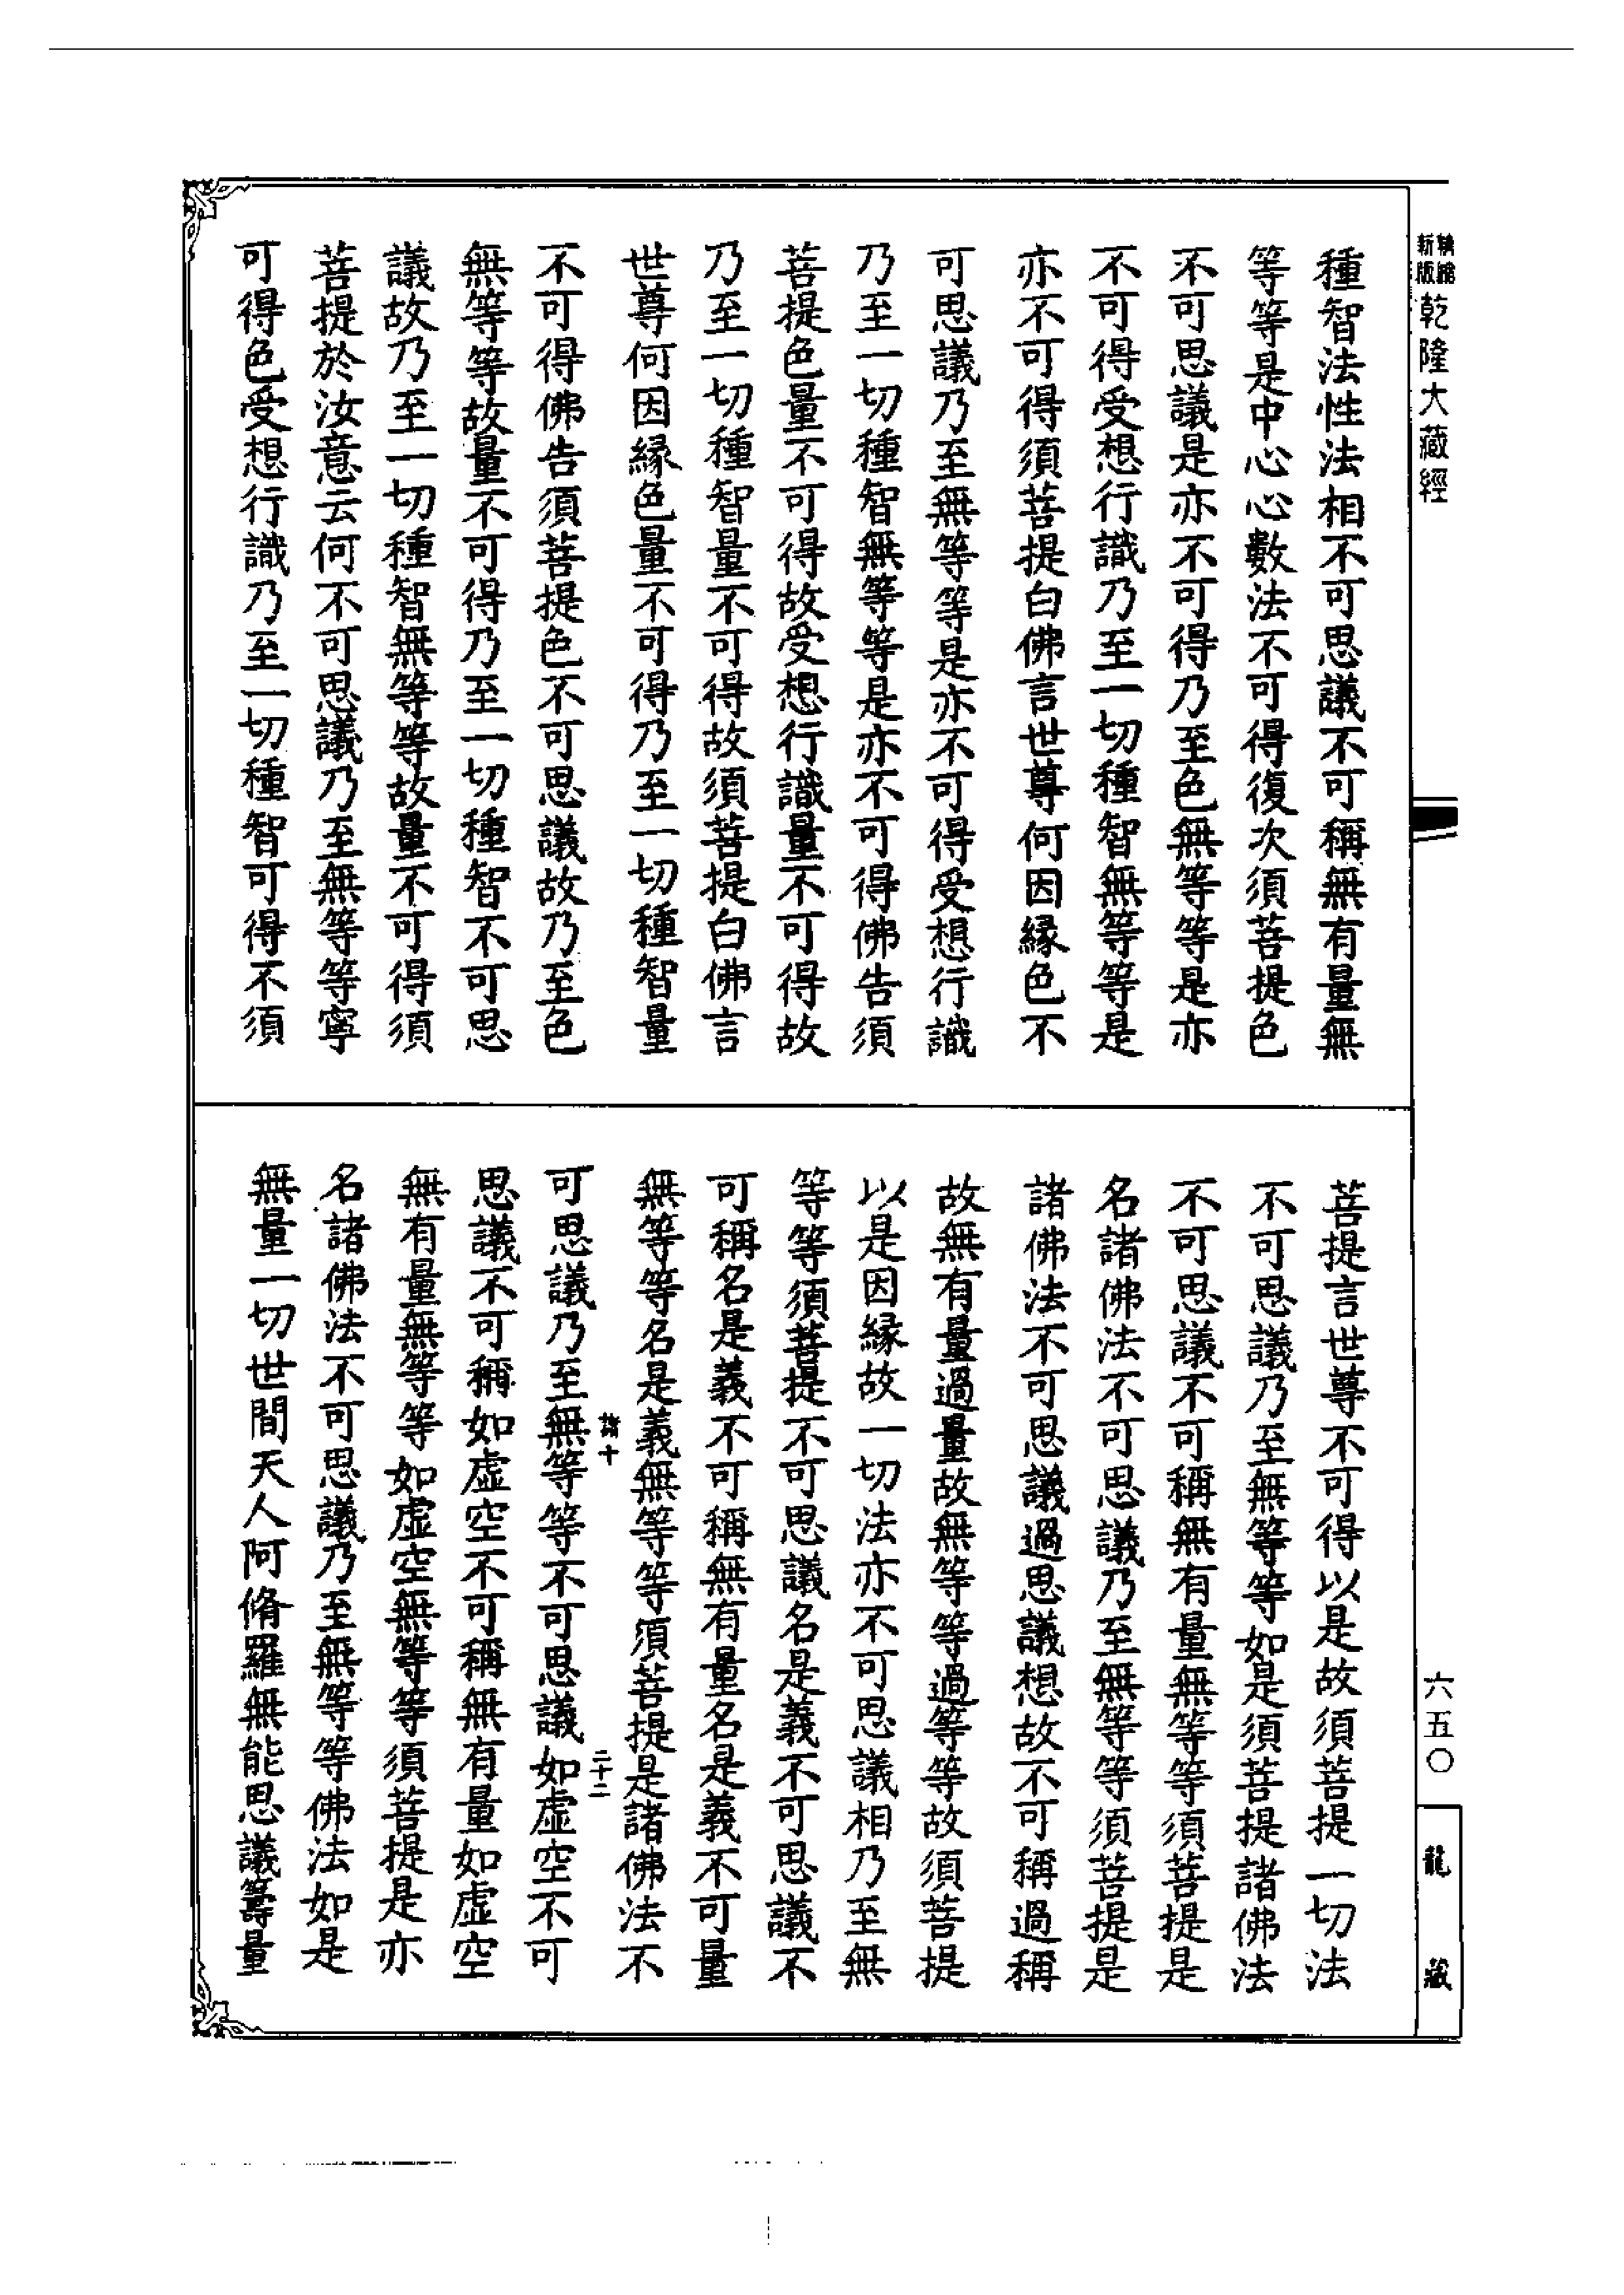 乾隆大藏經
種智法性法相不可思議不可稱無有量無
等等是中心心數法不可得復次須菩提色
不可思議是亦不可得乃至色無等等是亦
不可得受想行識乃至一切種智無等等是
亦不可得須菩提白佛言世尊何因緣色不
可思議乃至無等等是亦不可得受想行識
乃至一切種智無等等是亦不可得佛告須
菩提色量不可得故受想行識量不可得故
乃至一切種智量不可得故須菩提白佛言
世尊何因緣色量不可得乃至一切種智量
不可得佛告須菩提色不可思議故乃至色
無等等故量不可得乃至一切種智不可思
議故乃至一切種智無等等故量不可得須
菩提於汝意云何不可思議乃至無等等寧
可得色受想行識乃至一切種智可得不須
菩提言世尊不可得以是故須菩提一切法
不可思議乃至無等等如是須菩提諸佛法
不可思議不可稱無有量無等等須菩提是
名諸佛法不可思議乃至無等等須菩提是
諸佛法不可思議過思議想故不可稱過稱
故無有量過量故無等等過等等故須菩提
以是因緣故一切法亦不可思議相乃至無
等等須菩提不可思議名是義不可思議不
可稱名是義不可稱無有量名是義不可量
無等等名是義無等等須菩提是諸佛法不
可思議乃至無等等不可思議如虛空不可
思議不可稱如虛空不可稱無有量如虛空
無有量無等等如虛空無等等須菩提是亦
名諸佛法不可思議乃至無等等佛法如是
無量一切世間天人阿脩羅無能思議籌量
二十二
六五〇
龍藏